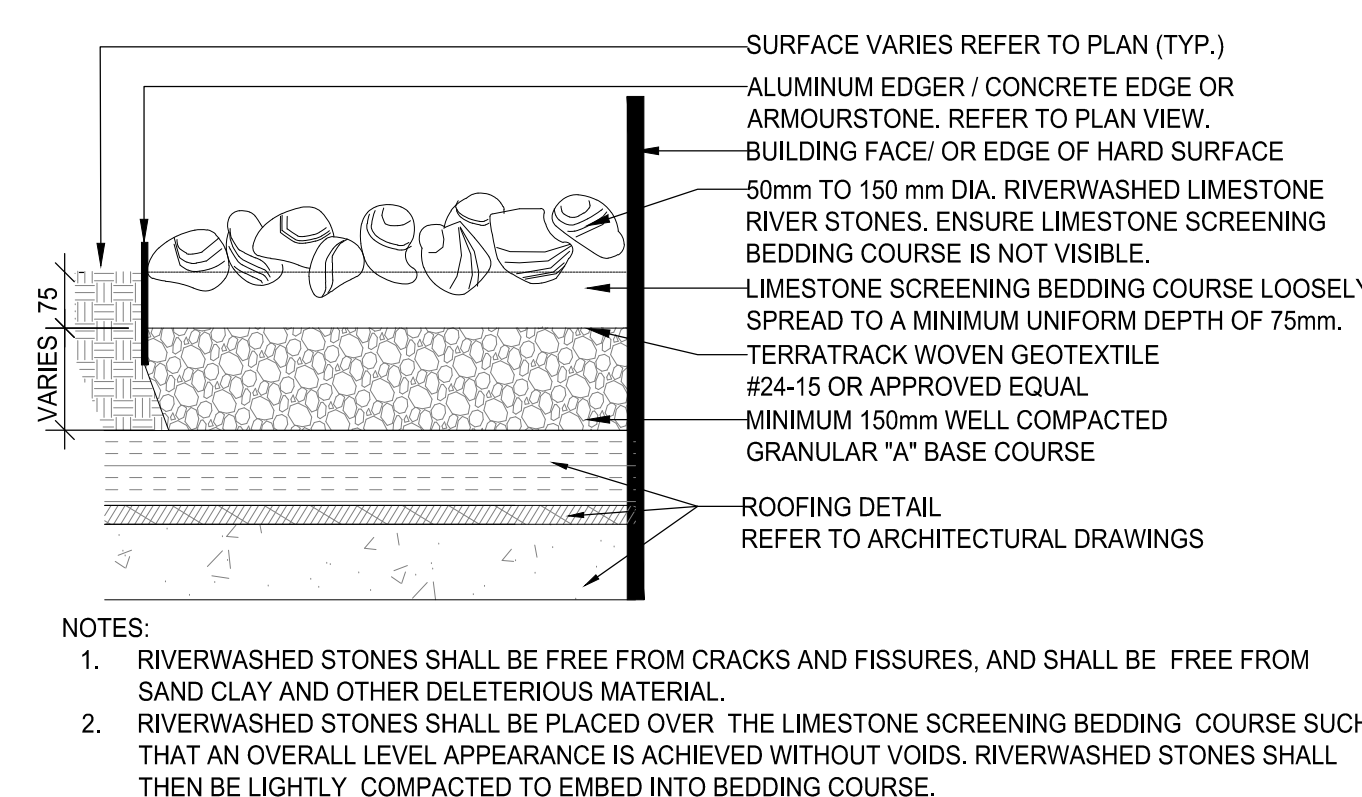 SURFACE VARIES REFER TO PLAN (TYP.)
ALUMINUM EDGER / CONCRETE EDGE OR
ARMOURSTONE. REFER TO PLAN VIEW.
BUILDING FACE/ OR EDGE OF HARD SURFACE
50mm TO 150 mm DIA. RIVERWASHED LIMESTONE
RIVER STONES. ENSURE LIMESTONE SCREENING
BEDDING COURSE IS NOT VISIBLE.
LIMESTONE SCREENING BEDDING COURSE LOOSELY
SPREAD TO A MINIMUM UNIFORM DEPTH OF 75mm.
TERRATRACK WOVEN GEOTEXTILE
#24-15 OR APPROVED EQUAL
MINIMUM 150mm WELL COMPACTED
GRANULAR "A" BASE COURSE
ROOFING DETAIL
REFER TO ARCHITECTURAL DRAWINGS
75
VARIES
NOTES:
1. RIVERWASHED STONES SHALL BE FREE FROM CRACKS AND FISSURES, AND SHALL BE FREE FROM
SAND CLAY AND OTHER DELETERIOUS MATERIAL.
2. RIVERWASHED STONES SHALL BE PLACED OVER THE LIMESTONE SCREENING BEDDING COURSE SUCH
THAT AN OVERALL LEVEL APPEARANCE IS ACHIEVED WITHOUT VOIDS. RIVERWASHED STONES SHALL
THEN BE LIGHTLY COMPACTED TO EMBED INTO BEDDING COURSE.